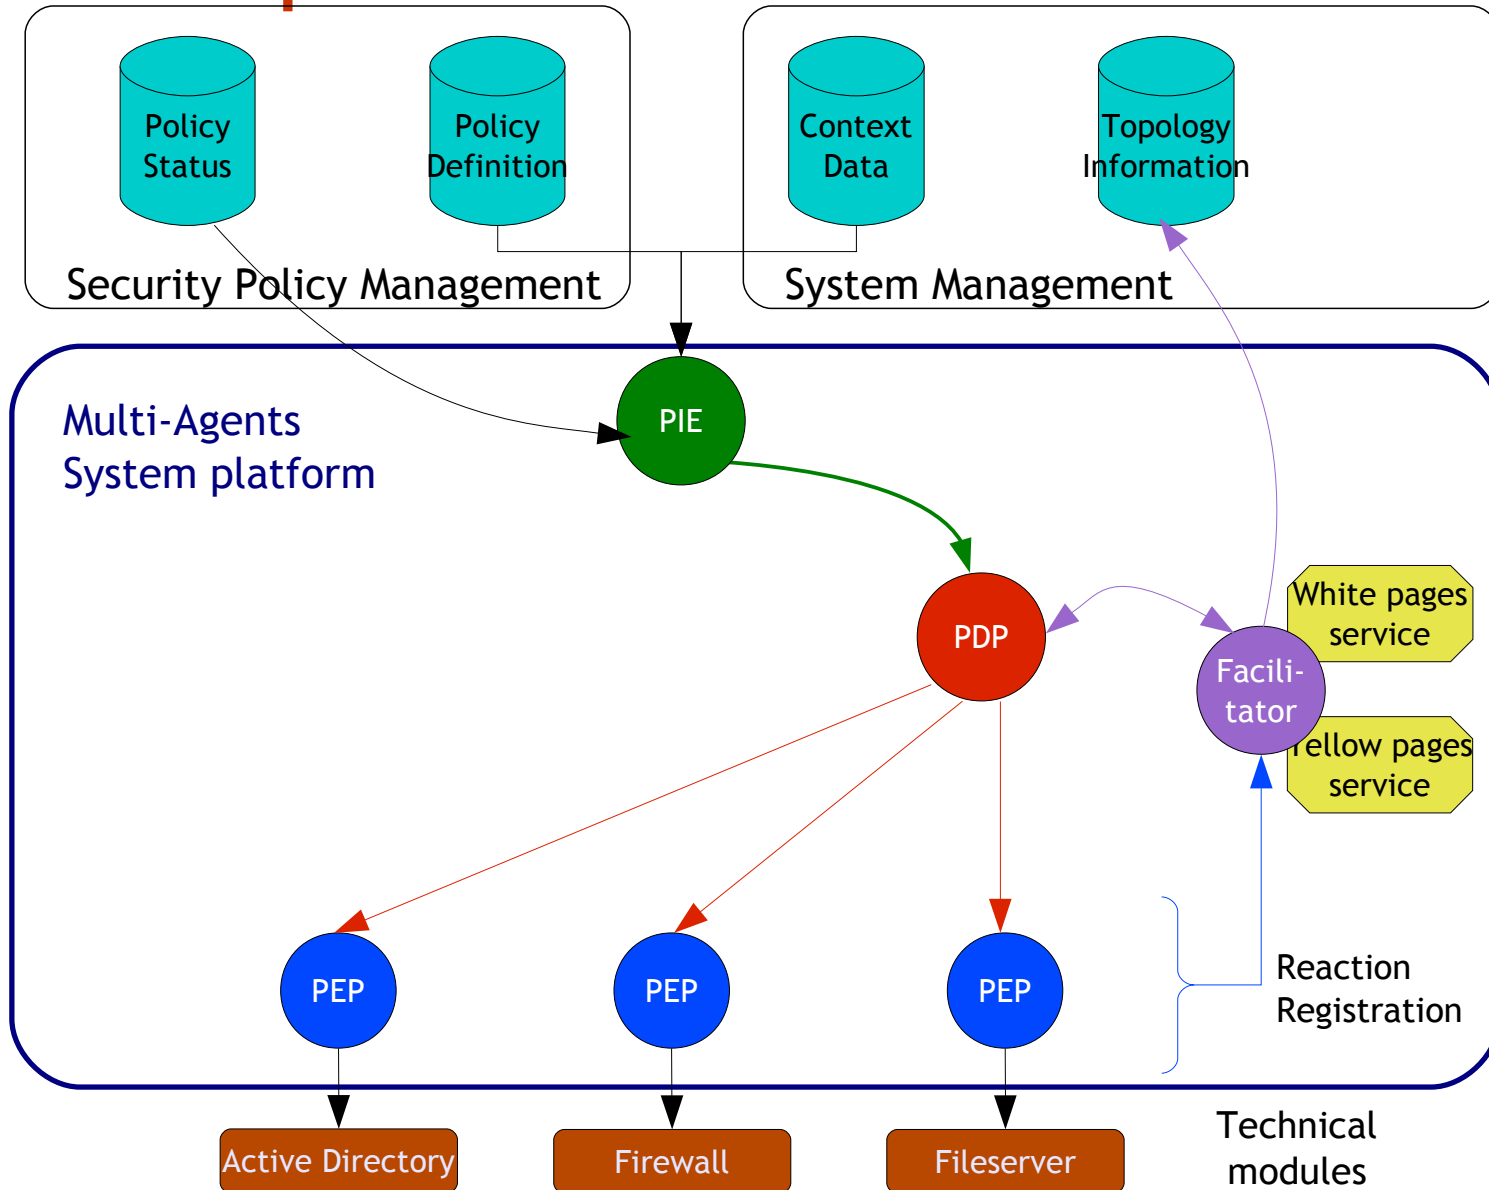 Policy
Status
Policy
Definition
Context
Data
Topology
Information
Security Policy Management
System Management
Multi-Agents
System platform
PIE
PDP
White pages
service
Facili-
tator
Yellow pages
service
PEP
PEP
PEP
Reaction
Registration
Active Directory
Firewall
Fileserver
Technical
modules